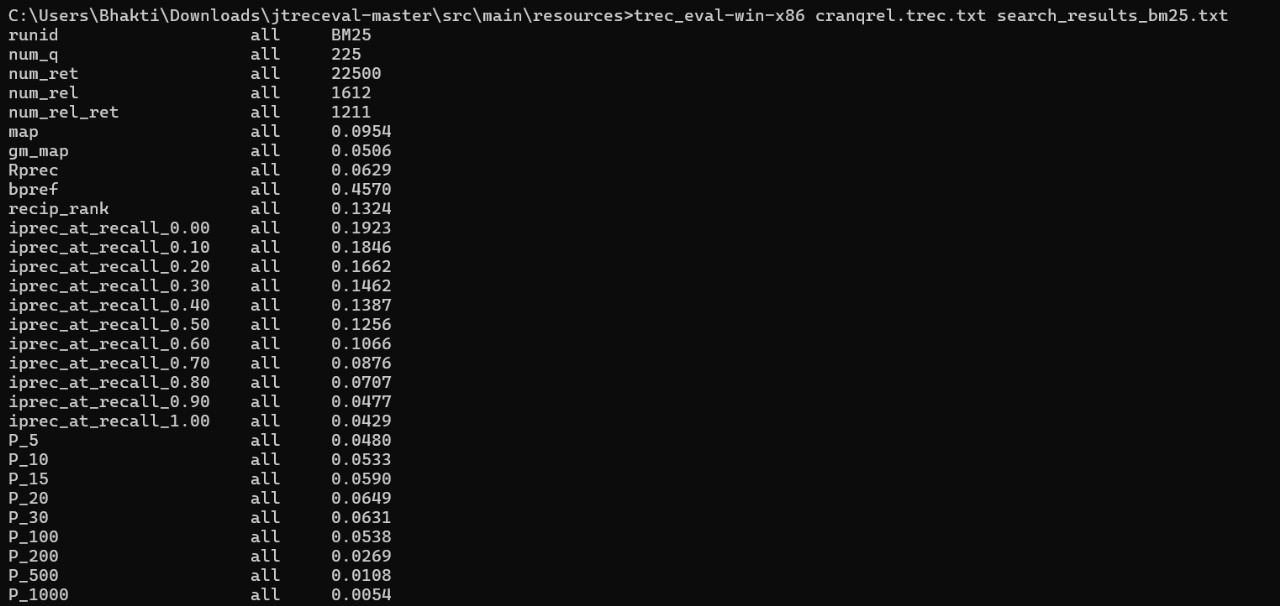 C:\Users\Bhakti\Downloads\jtreceval-master\src\main\resources>trec_eval-win-x86 cranqrel.trec.txt search_results_bm25.txt
runid all BM25
num_q all 225
num_ret all 22500
num_rel all 1612
num_rel_ret all 1211
map all 0.0954
gm_map all 0.0506
Rprec all 0.0629
bpref all 0.4570
recip_rank all 0.1324
iprec_at_recall_0.00 all 0.1923
iprec_at_recall_0.10 all 0.1846
iprec_at_recall_0.20 all 0.1662
iprec_at_recall_0.30 all 0.1462
iprec_at_recall_0.40 all 0.1387
iprec_at_recall_0.50 all 0.1256
iprec_at_recall_0.60 all 0.1066
iprec_at_recall_0.70 all 0.0876
iprec_at_recall_0.80 all 0.0707
iprec_at_recall_0.90 all 0.0477
iprec_at_recall_1.00 all 0.0429
P_5 all 0.0480
P_10 all 0.0533
P_15 all 0.0590
P_20 all 0.0649
P_30 all 0.0631
P_100 all 0.0538
P_200 all 0.0269
P_500 all 0.0108
P_1000 all 0.0054